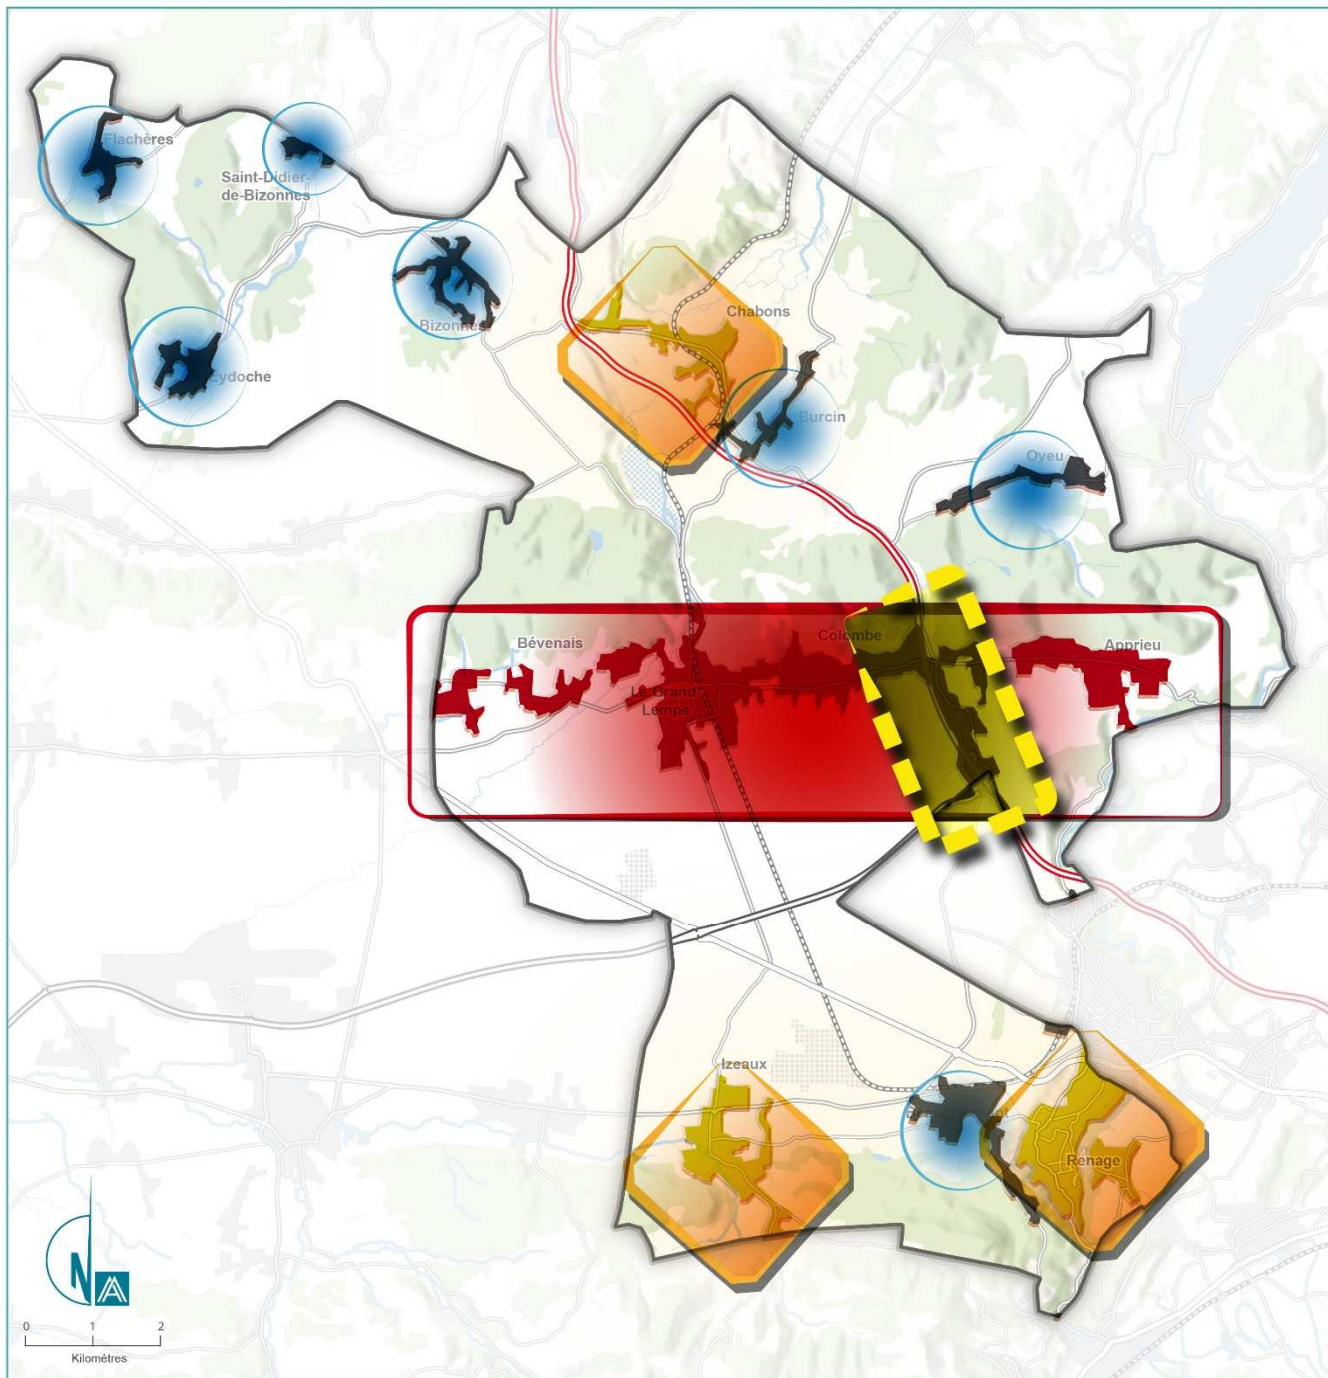 Flachères
Saint-Didier-
de-Bizonnes
Bizonnes
Eydoche
Chabons
Burcin
Oyeu
Bévenais
Colombe
Apprieu
Le Grand-
Lemps
Izeaux
Renage
N
0 1 2
Kilomètres